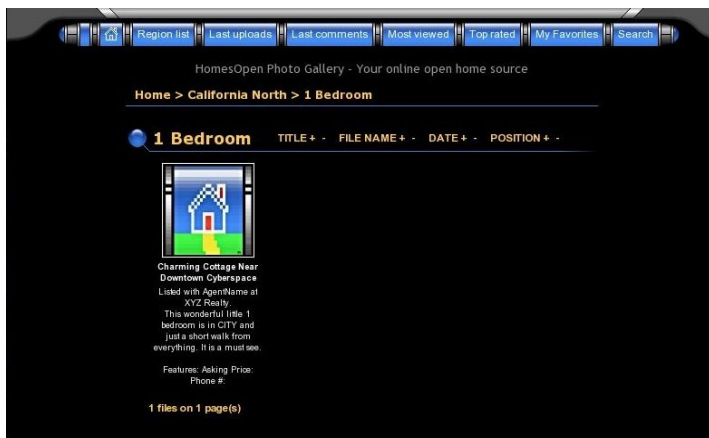 Region list Last uploads Last comments Most viewed Top rated My Favorites Search
HomesOpen Photo Gallery - Your online open home source
Home > California North > 1 Bedroom
1 Bedroom TITLE + - FILE NAME + - DATE + - POSITION + -
Charming Cottage Near
Downtown Cyberspace
Listed with AgentName at
XYZ Realty.
This wonderful little 1
bedroom is in CITY and
just a short walk from
everything. It is a must see.
Features: Asking Price:
Phone #:
1 files on 1 page(s)